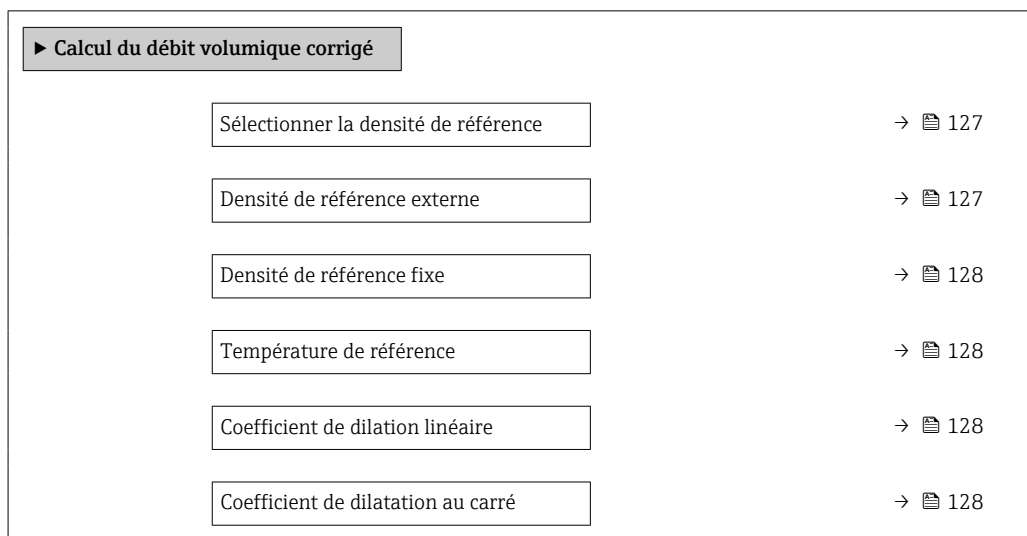 ▶ Calcul du débit volumique corrigé
Sélectionner la densité de référence → 127
Densité de référence externe → 127
Densité de référence fixe → 128
Température de référence → 128
Coefficient de dilation linéaire → 128
Coefficient de dilatation au carré → 128